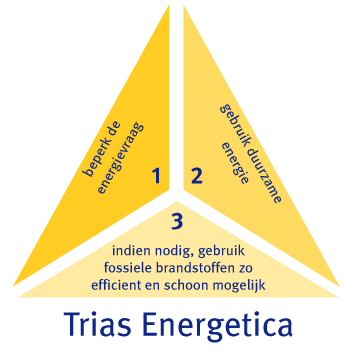 beperk de
energievraag
1
2
gebruik duurzame
energie
3
indien nodig, gebruik
fossiele brandstoffen zo
efficient en schoon mogelijk
Trias Energetica